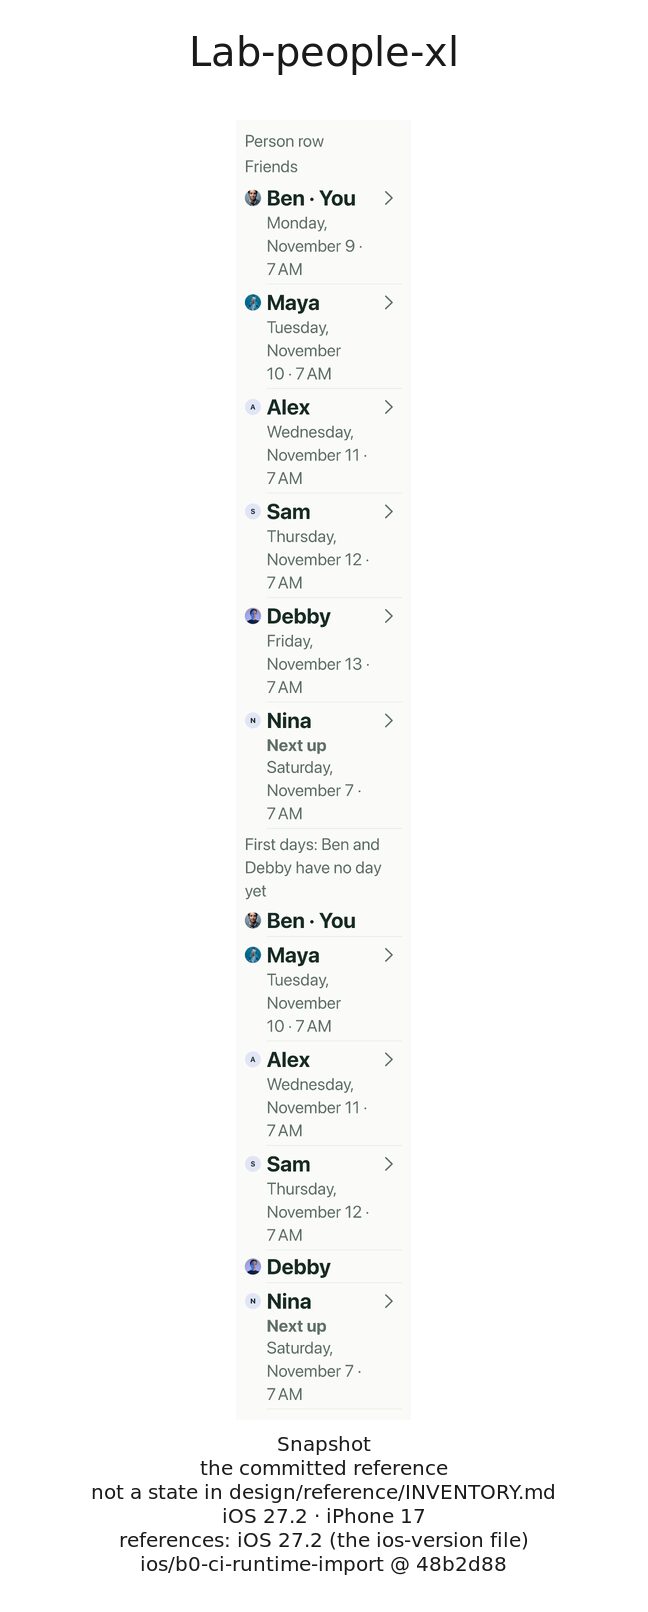 Lab-people-xl
Person row
Friends
Ben · You
Monday,
November 9 ·
7 AM
Maya
Tuesday,
November
10 · 7 AM
A
Alex
Wednesday,
November 11 ·
7 AM
S
Sam
Thursday,
November 12 ·
7 AM
Debby
Friday,
November 13 ·
7 AM
N
Nina
Next up
Saturday,
November 7 ·
7 AM
First days: Ben and
Debby have no day
yet
Ben · You
Maya
Tuesday,
November
10 · 7 AM
A
Alex
Wednesday,
November 11 ·
7 AM
S
Sam
Thursday,
November 12 ·
7 AM
Debby
N
Nina
Next up
Saturday,
November 7 ·
7 AM
Snapshot
the committed reference
not a state in design/reference/INVENTORY.md
iOS 27.2 · iPhone 17
references: iOS 27.2 (the ios-version file)
ios/b0-ci-runtime-import @ 48b2d88